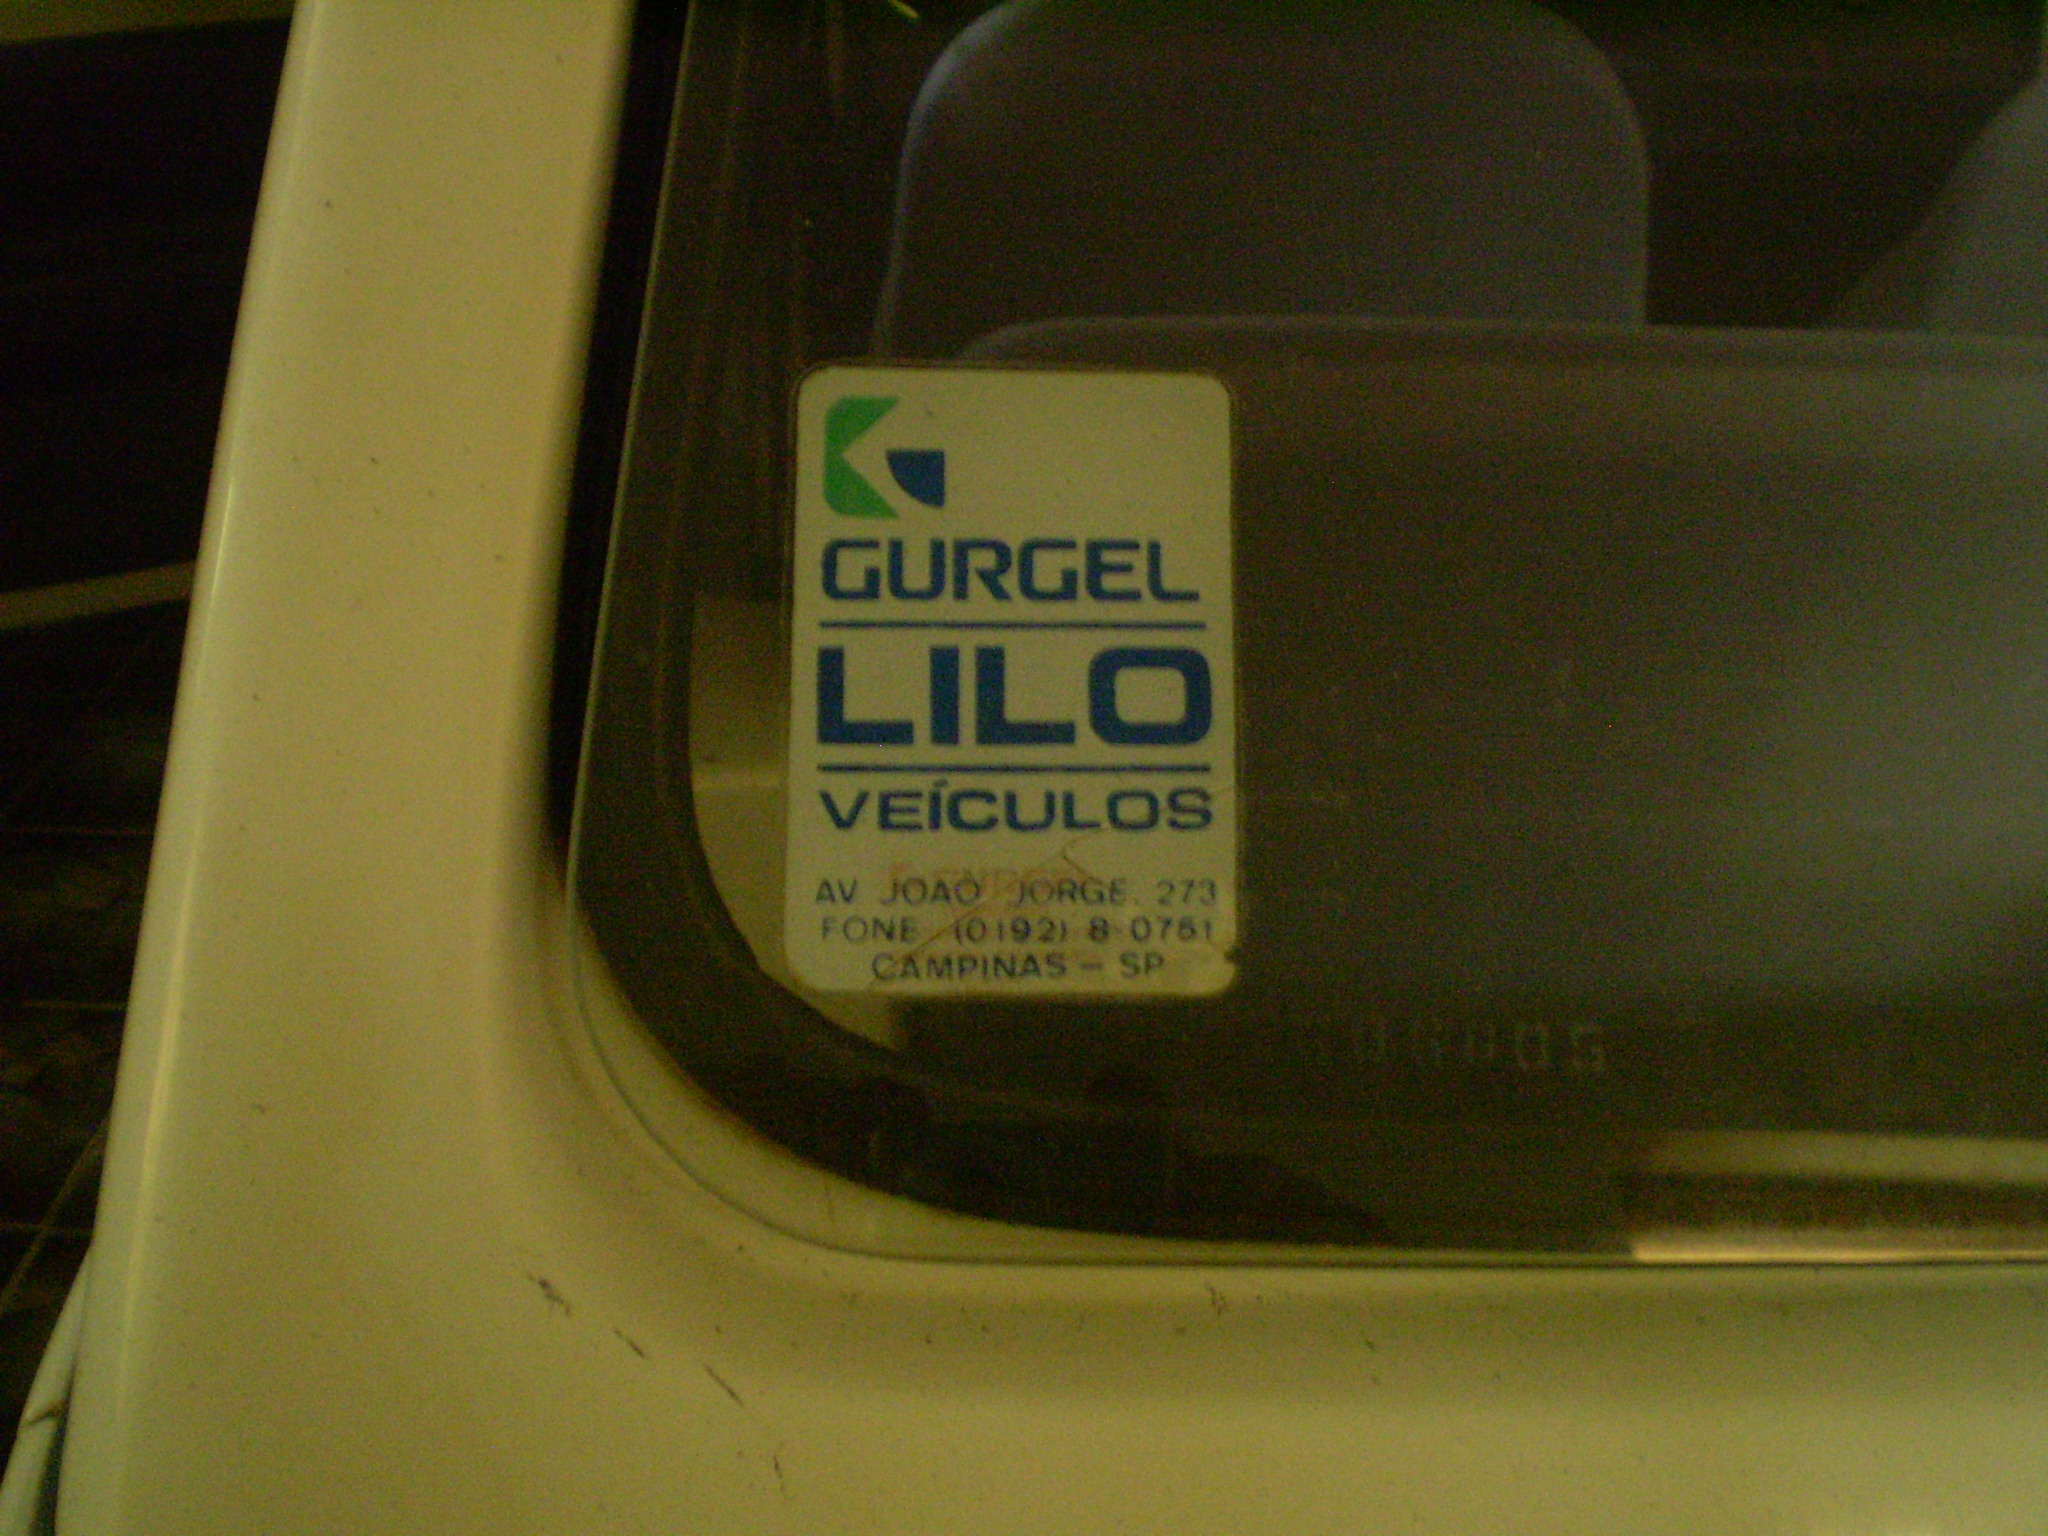 GURGEL
LILO
VEÍCULOS
AV JOAO JORGE. 273
FONE (0192) 8-0751
CAMPINAS - SP